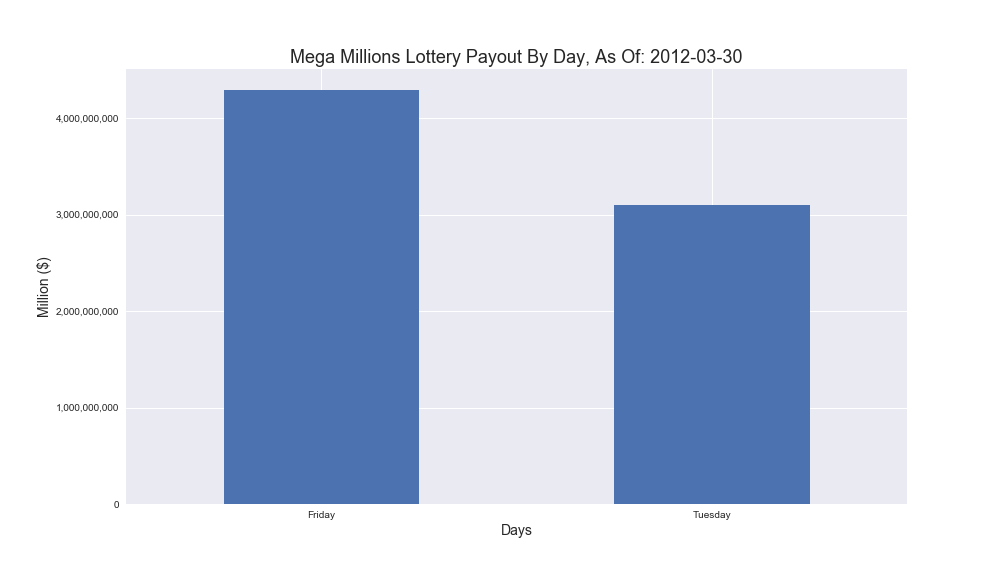 Mega Millions Lottery Payout By Day, As Of: 2012-03-30
Million ($)
4,000,000,000
3,000,000,000
2,000,000,000
1,000,000,000
0
Friday
Tuesday
Days